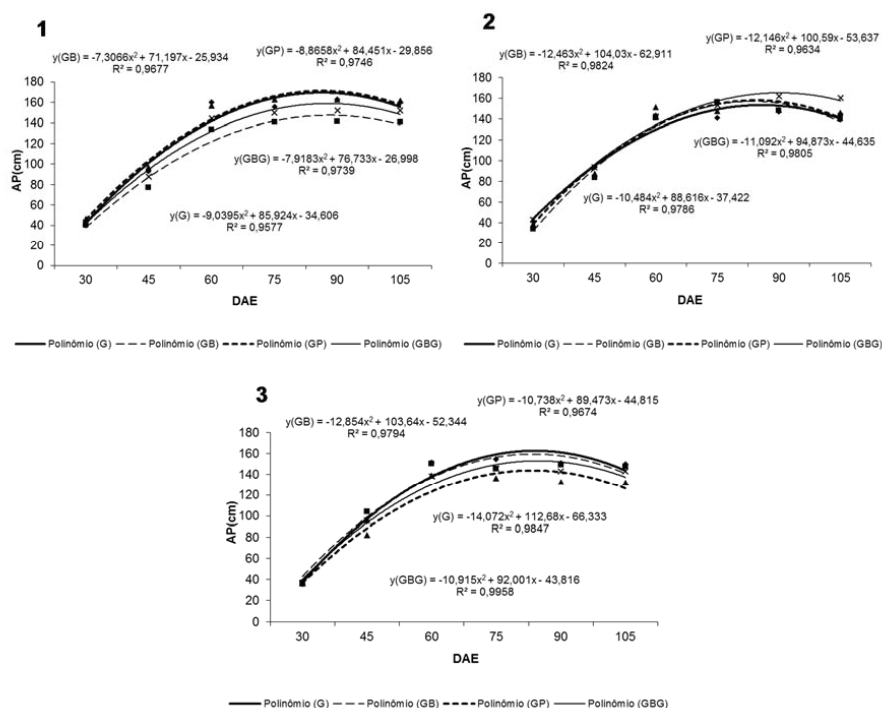 1
y(GB) = -7,3066x² + 71,197x - 25,934
R² = 0,9677
y(GP) = -8,8658x² + 84,451x - 29,856
R² = 0,9746
AP(cm)
180
160
140
120
100
80
60
40
20
0
y(GBG) = -7,9183x² + 76,733x - 26,998
R² = 0,9739
y(G) = -9,0395x² + 85,924x - 34,606
R² = 0,9577
30 45 60 75 90 105
DAE
Polinômio (G) Polinômio (GB) Polinômio (GP) Polinômio (GBG)
2
y(GB) = -12,463x² + 104,03x - 62,911
R² = 0,9824
y(GP) = -12,146x² + 100,59x - 53,637
R² = 0,9634
AP(cm)
180
160
140
120
100
80
60
40
20
0
y(GBG) = -11,092x² + 94,873x - 44,635
R² = 0,9805
y(G) = -10,484x² + 88,616x - 37,422
R² = 0,9786
30 45 60 75 90 105
DAE
Polinômio (G) Polinômio (GB) Polinômio (GP) Polinômio (GBG)
3
y(GB) = -12,854x² + 103,64x - 52,344
R² = 0,9794
y(GP) = -10,738x² + 89,473x - 44,815
R² = 0,9674
AP(cm)
180
160
140
120
100
80
60
40
20
0
y(G) = -14,072x² + 112,68x - 66,333
R² = 0,9847
y(GBG) = -10,915x² + 92,001x - 43,816
R² = 0,9958
30 45 60 75 90 105
DAE
Polinômio (G) Polinômio (GB) Polinômio (GP) Polinômio (GBG)